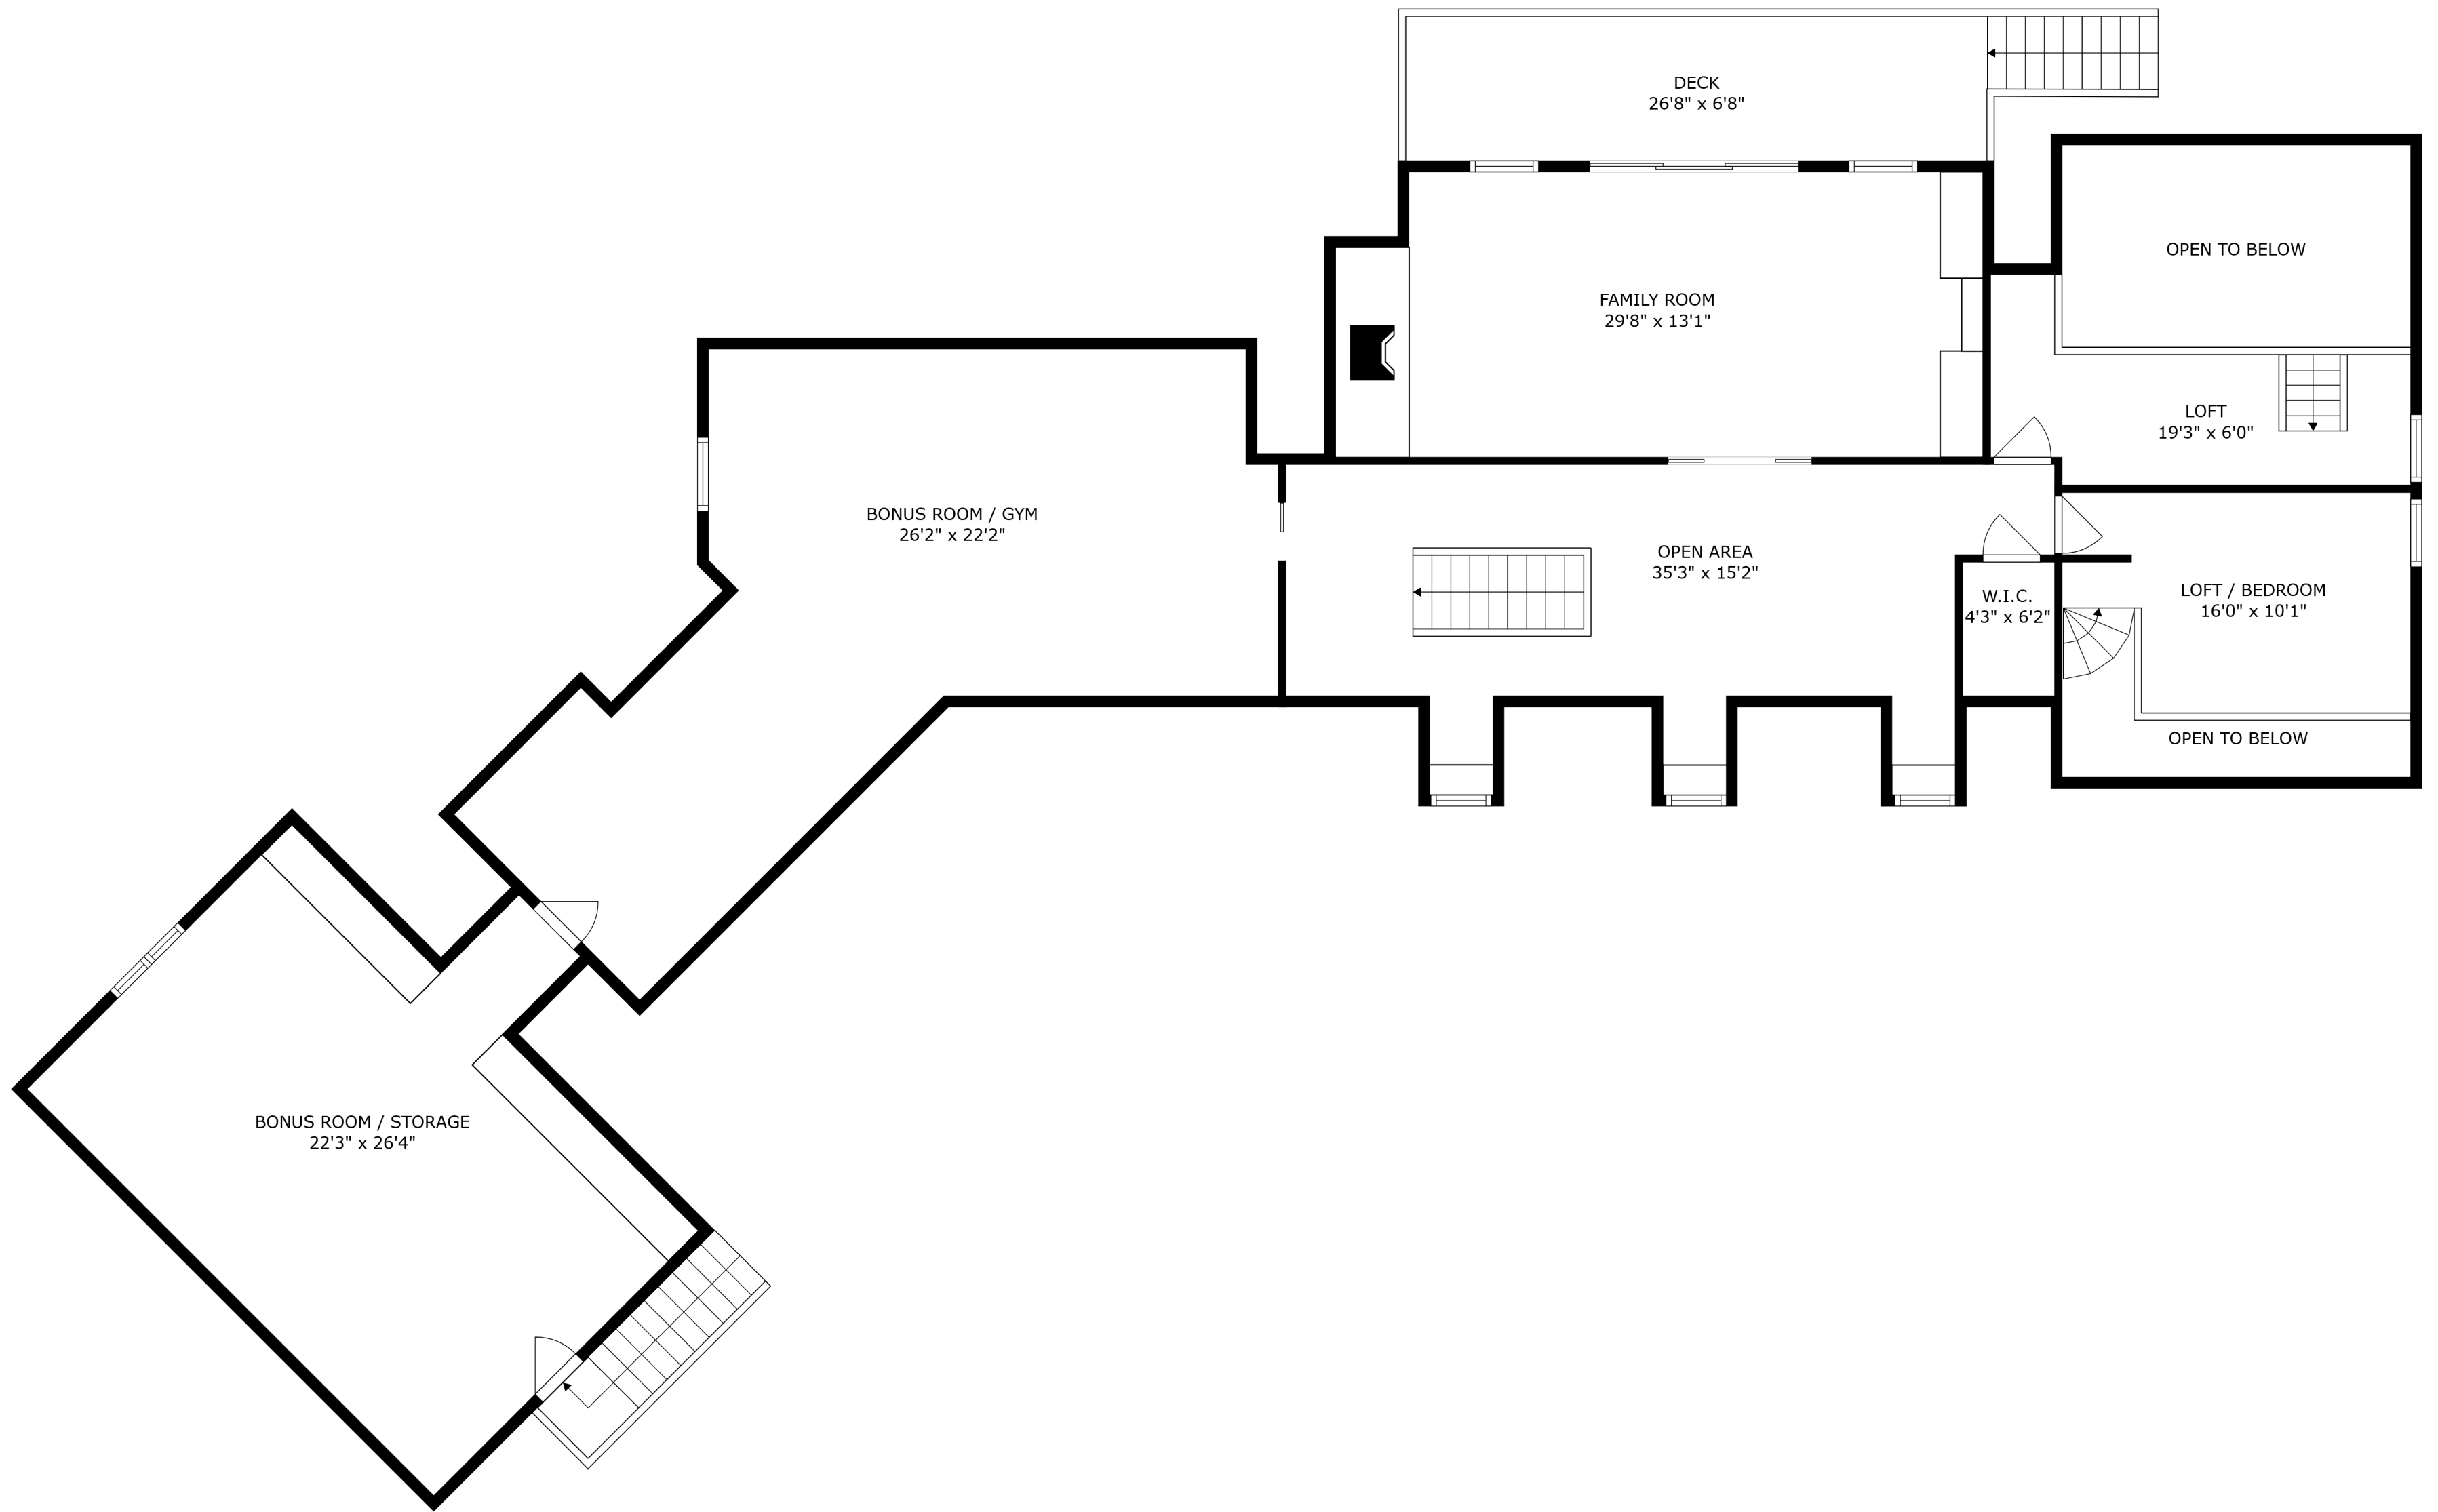 DECK
26'8" x 6'8"
OPEN TO BELOW
FAMILY ROOM
29'8" x 13'1"
LOFT
19'3" x 6'0"
BONUS ROOM / GYM
26'2" x 22'2"
OPEN AREA
35'3" x 15'2"
W.I.C.
4'3" x 6'2"
LOFT / BEDROOM
16'0" x 10'1"
OPEN TO BELOW
BONUS ROOM / STORAGE
22'3" x 26'4"